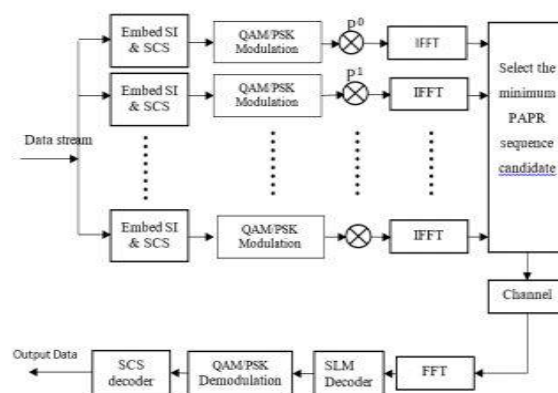 Embed SI
& SCS
QAM/PSK
Modulation
P0
IFFT
Embed SI
& SCS
QAM/PSK
Modulation
P1
IFFT
Select the
minimum
PAPR
sequence
candidate
Data stream
Embed SI
& SCS
QAM/PSK
Modulation
IFFT
Channel
Output Data
SCS
decoder
QAM/PSK
Demodulation
SLM
Decoder
FFT